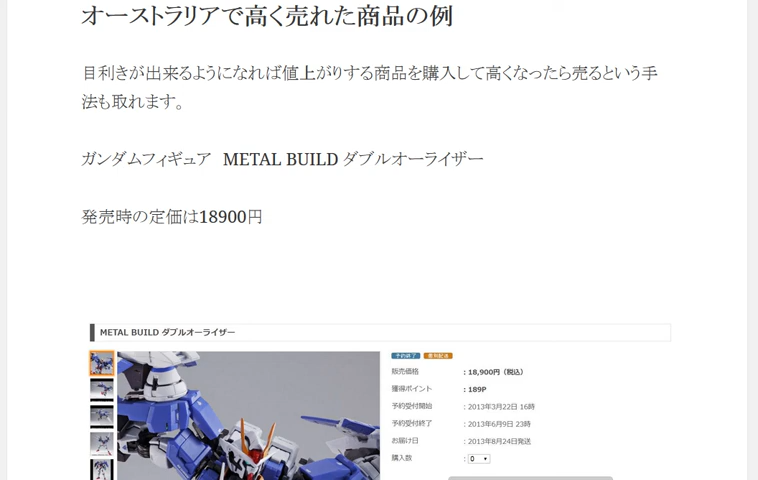 オーストラリアで高く売れた商品の例
目利きが出来るようになれば値上がりする商品を購入して高くなったら売るという手
法も取れます。
ガンダムフィギュア　METAL BUILD ダブルオーライザー
発売時の定価は18900円
METAL BUILD ダブルオーライザー
予約終了 個別配送
販売価格 : 18,900円（税込）
獲得ポイント : 189P
予約受付開始 : 2013年3月22日 16時
予約受付終了 : 2013年6月9日 23時
お届け日 : 2013年8月24日発送
購入数 : 0